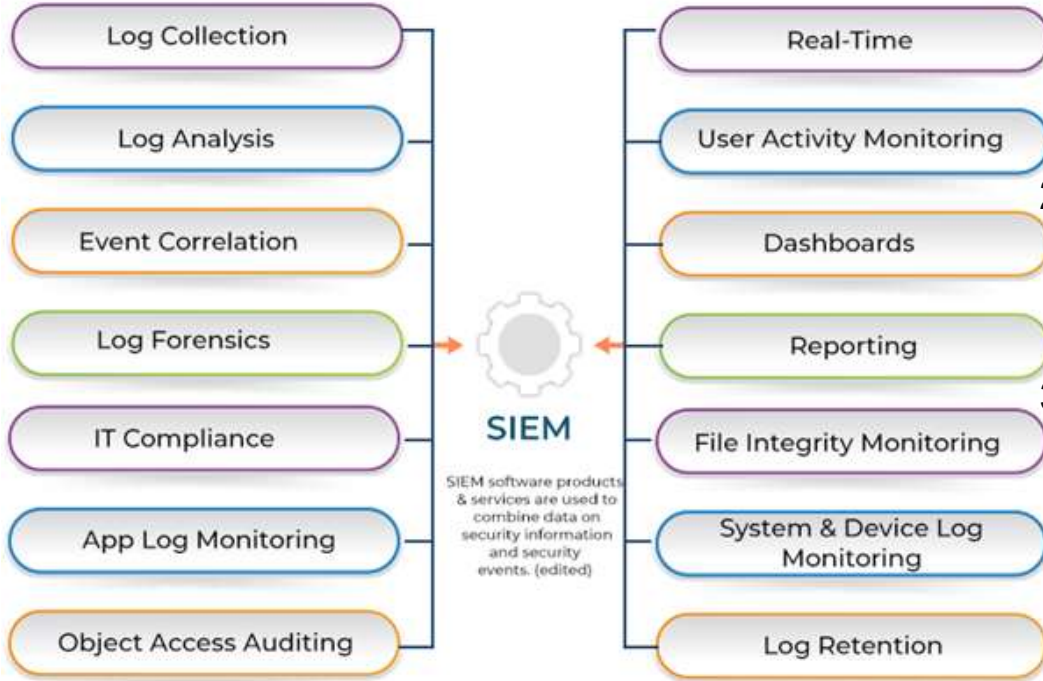 Log Collection
Log Analysis
Event Correlation
Log Forensics
IT Compliance
App Log Monitoring
Object Access Auditing
SIEM
SIEM software products
& services are used to
combine data on
security information
and security
events. (edited)
Real-Time
User Activity Monitoring
Dashboards
Reporting
File Integrity Monitoring
System & Device Log
Monitoring
Log Retention